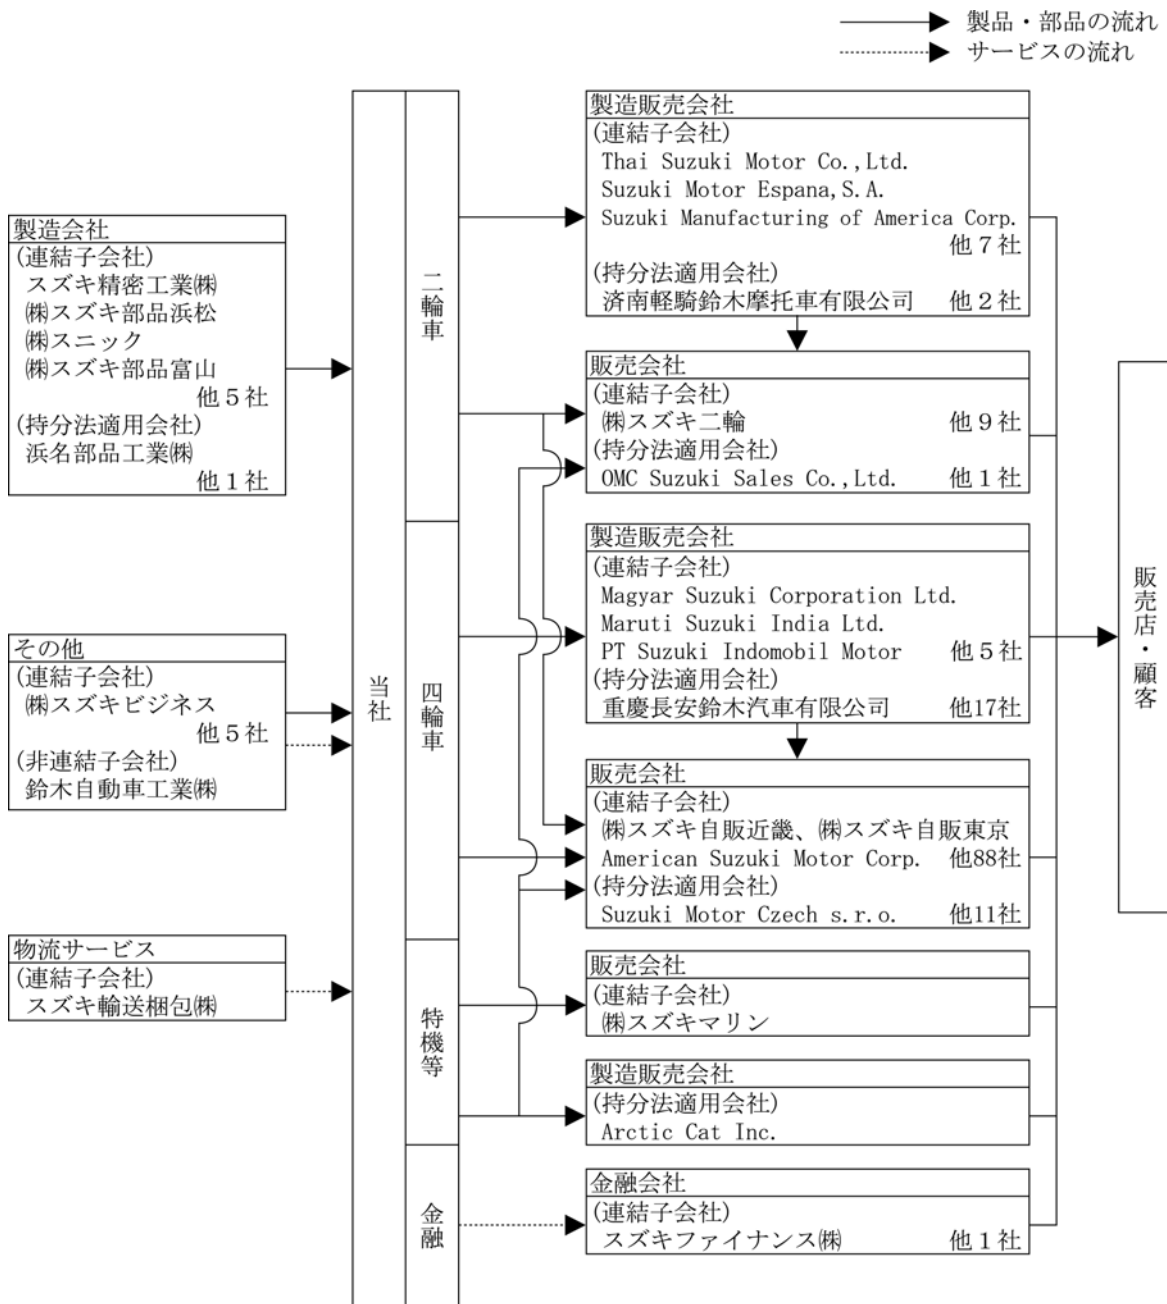 製品・部品の流れ
サービスの流れ
製造会社
(連結子会社)
スズキ精密工業㈱
㈱スズキ部品浜松
㈱スニック
㈱スズキ部品富山
他5社
(持分法適用会社)
浜名部品工業㈱
他1社
その他
(連結子会社)
㈱スズキビジネス
他5社
(非連結子会社)
鈴木自動車工業㈱
物流サービス
(連結子会社)
スズキ輸送梱包㈱
当社
二輪車
四輪車
特機等
金融
製造販売会社
(連結子会社)
Thai Suzuki Motor Co.,Ltd.
Suzuki Motor Espana,S.A.
Suzuki Manufacturing of America Corp.
他7社
(持分法適用会社)
済南軽騎鈴木摩托車有限公司 他2社
販売会社
(連結子会社)
㈱スズキ二輪 他9社
(持分法適用会社)
OMC Suzuki Sales Co.,Ltd. 他1社
製造販売会社
(連結子会社)
Magyar Suzuki Corporation Ltd.
Maruti Suzuki India Ltd.
PT Suzuki Indomobil Motor 他5社
(持分法適用会社)
重慶長安鈴木汽車有限公司 他17社
販売会社
(連結子会社)
㈱スズキ自販近畿、㈱スズキ自販東京
American Suzuki Motor Corp. 他88社
(持分法適用会社)
Suzuki Motor Czech s.r.o. 他11社
販売会社
(連結子会社)
㈱スズキマリン
製造販売会社
(持分法適用会社)
Arctic Cat Inc.
金融会社
(連結子会社)
スズキファイナンス㈱ 他1社
販売店・顧客